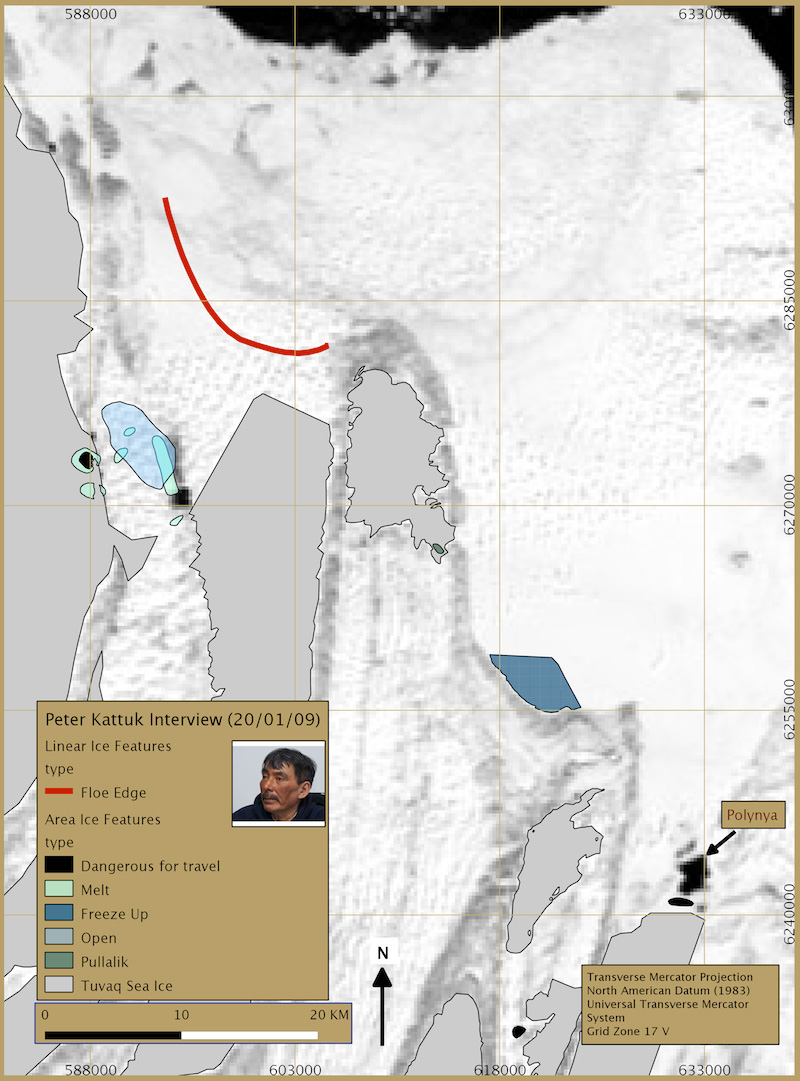 588000
633000
6300
6285000
6270000
6255000
6240000
Peter Kattuk Interview (20/01/09)
Linear Ice Features
type
Floe Edge
Area Ice Features
type
Dangerous for travel
Melt
Freeze Up
Open
Pullalik
Tuvaq Sea Ice
Polynya
N
0 10 20 KM
Transverse Mercator Projection
North American Datum (1983)
Universal Transverse Mercator
System
Grid Zone 17 V
588000
603000
618000
633000